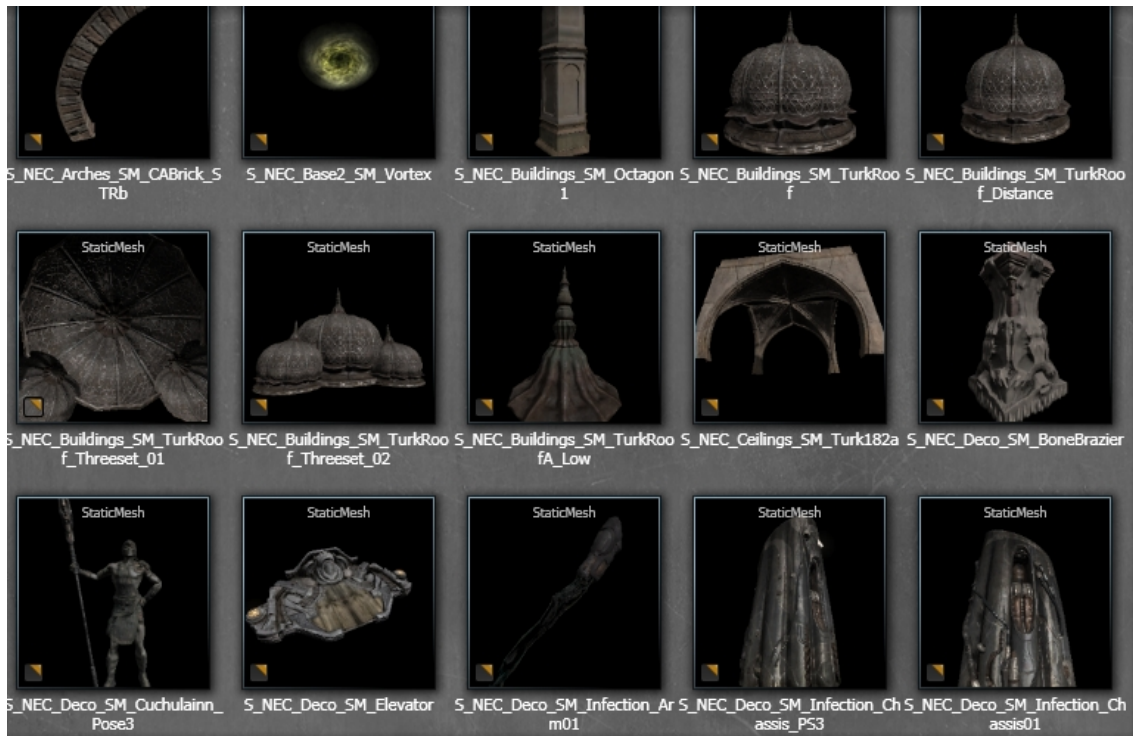 S_NEC_Arches_SM_CABrick_S
TRb
S_NEC_Base2_SM_Vortex
S_NEC_Buildings_SM_Octagon
1
S_NEC_Buildings_SM_TurkRoo
f
S_NEC_Buildings_SM_TurkRoo
f_Distance
StaticMesh
StaticMesh
StaticMesh
StaticMesh
StaticMesh
S_NEC_Buildings_SM_TurkRoo
f_Threeset_01
S_NEC_Buildings_SM_TurkRoo
f_Threeset_02
S_NEC_Buildings_SM_TurkRoo
fA_Low
S_NEC_Ceilings_SM_Turk182a
S_NEC_Deco_SM_BoneBrazier
StaticMesh
StaticMesh
StaticMesh
StaticMesh
StaticMesh
S_NEC_Deco_SM_Cuchulainn_
Pose3
S_NEC_Deco_SM_Elevator
S_NEC_Deco_SM_Infection_Ar
m01
S_NEC_Deco_SM_Infection_Ch
assis_PS3
S_NEC_Deco_SM_Infection_Ch
assis01